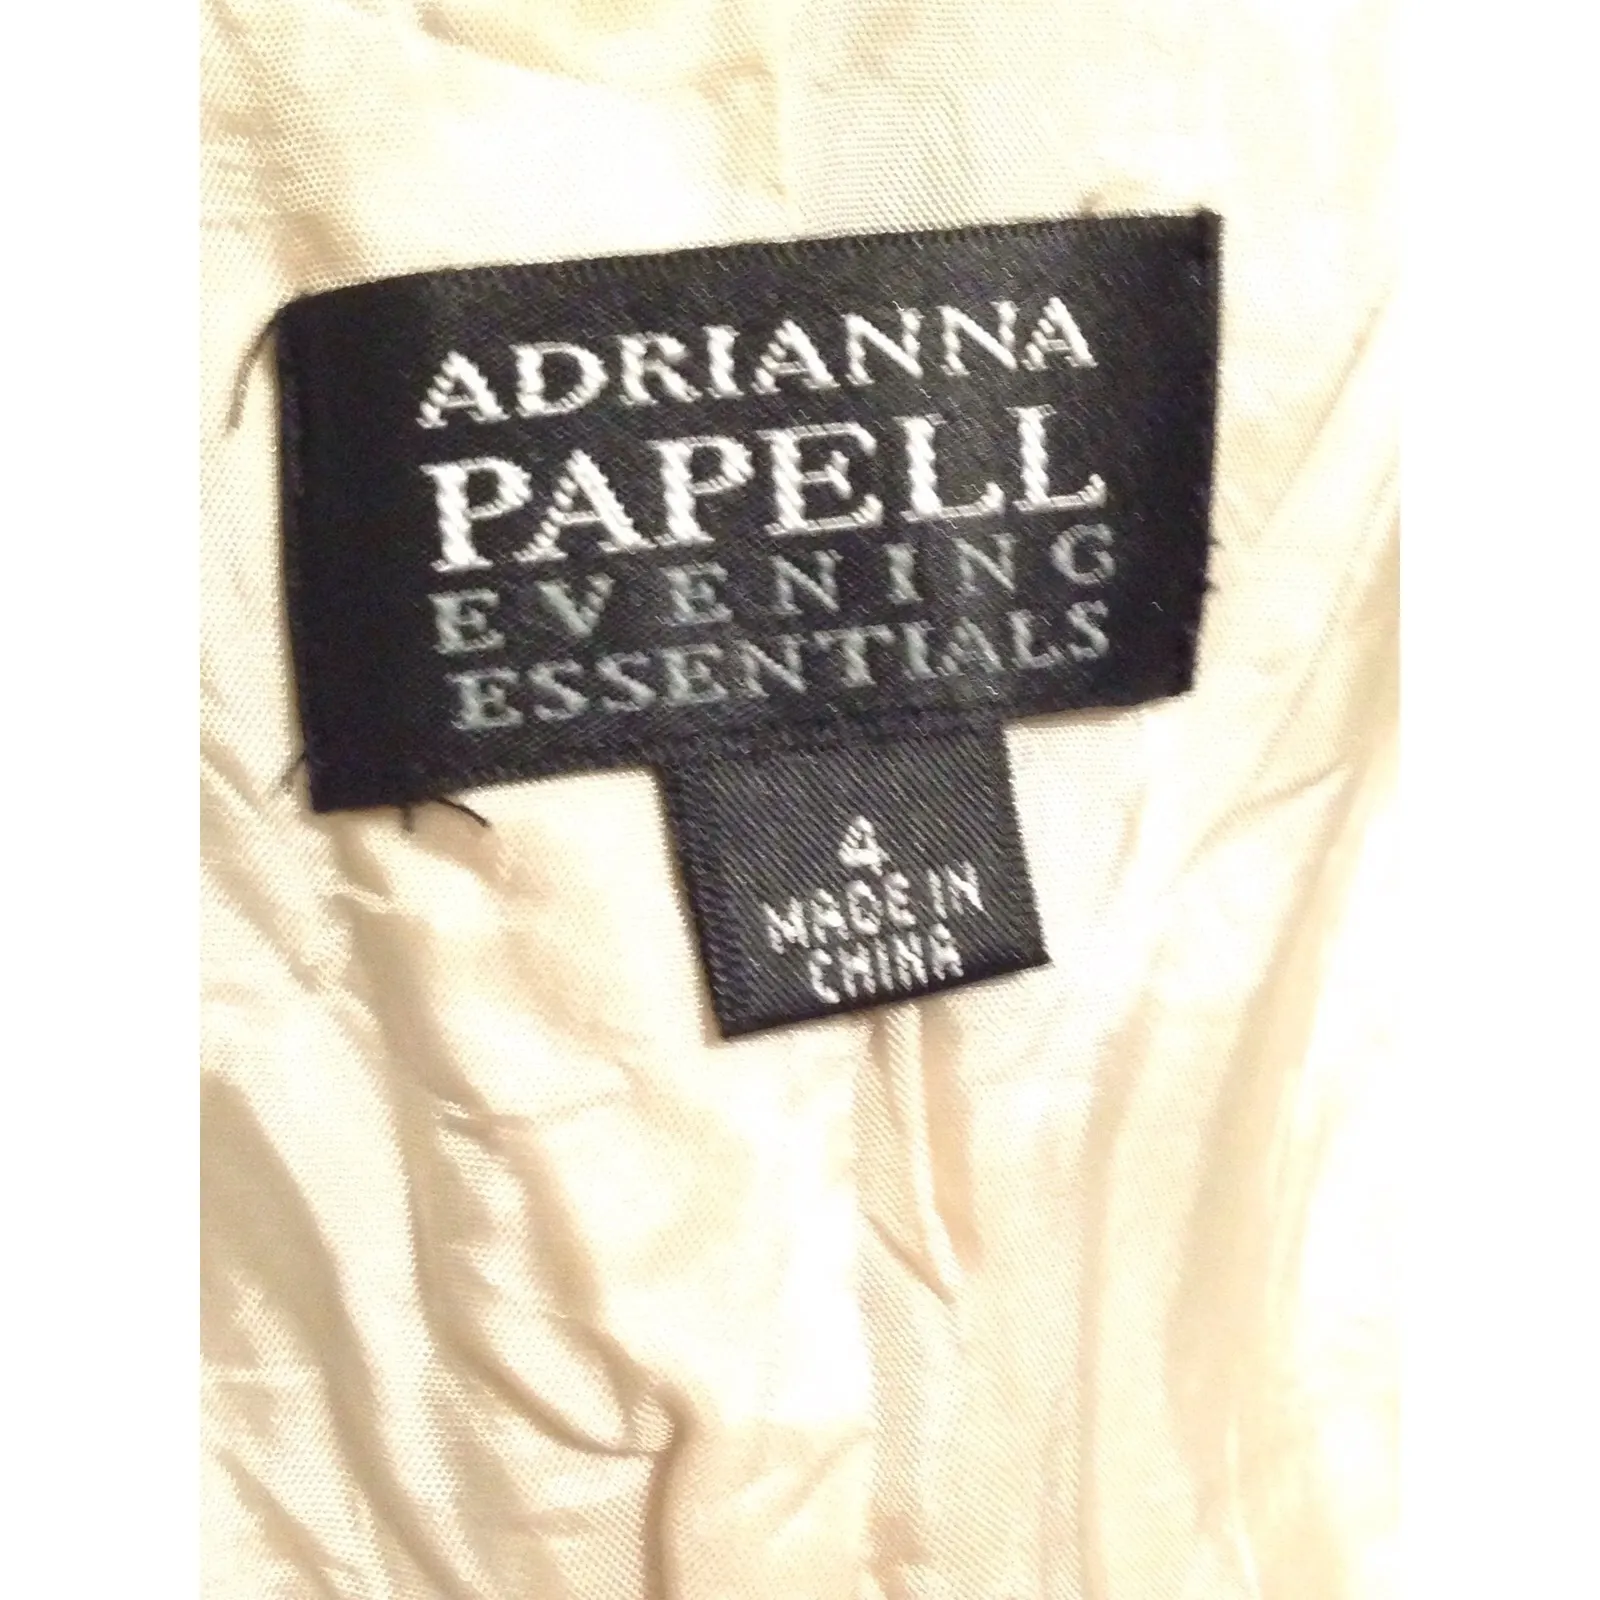 ADRIANNA
PAPELL
EVENING
ESSENTIALS
4
MADE IN
CHINA